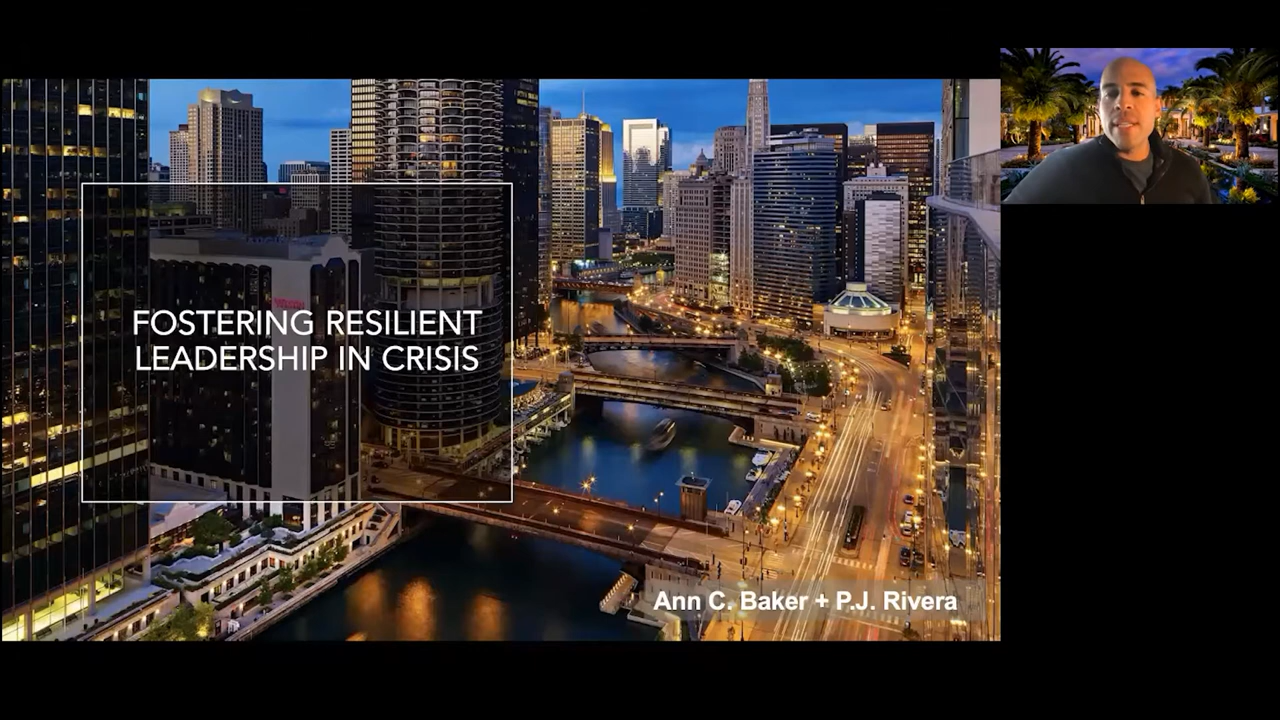 FOSTERING RESILIENT
LEADERSHIP IN CRISIS
Ann C. Baker + P.J. Rivera